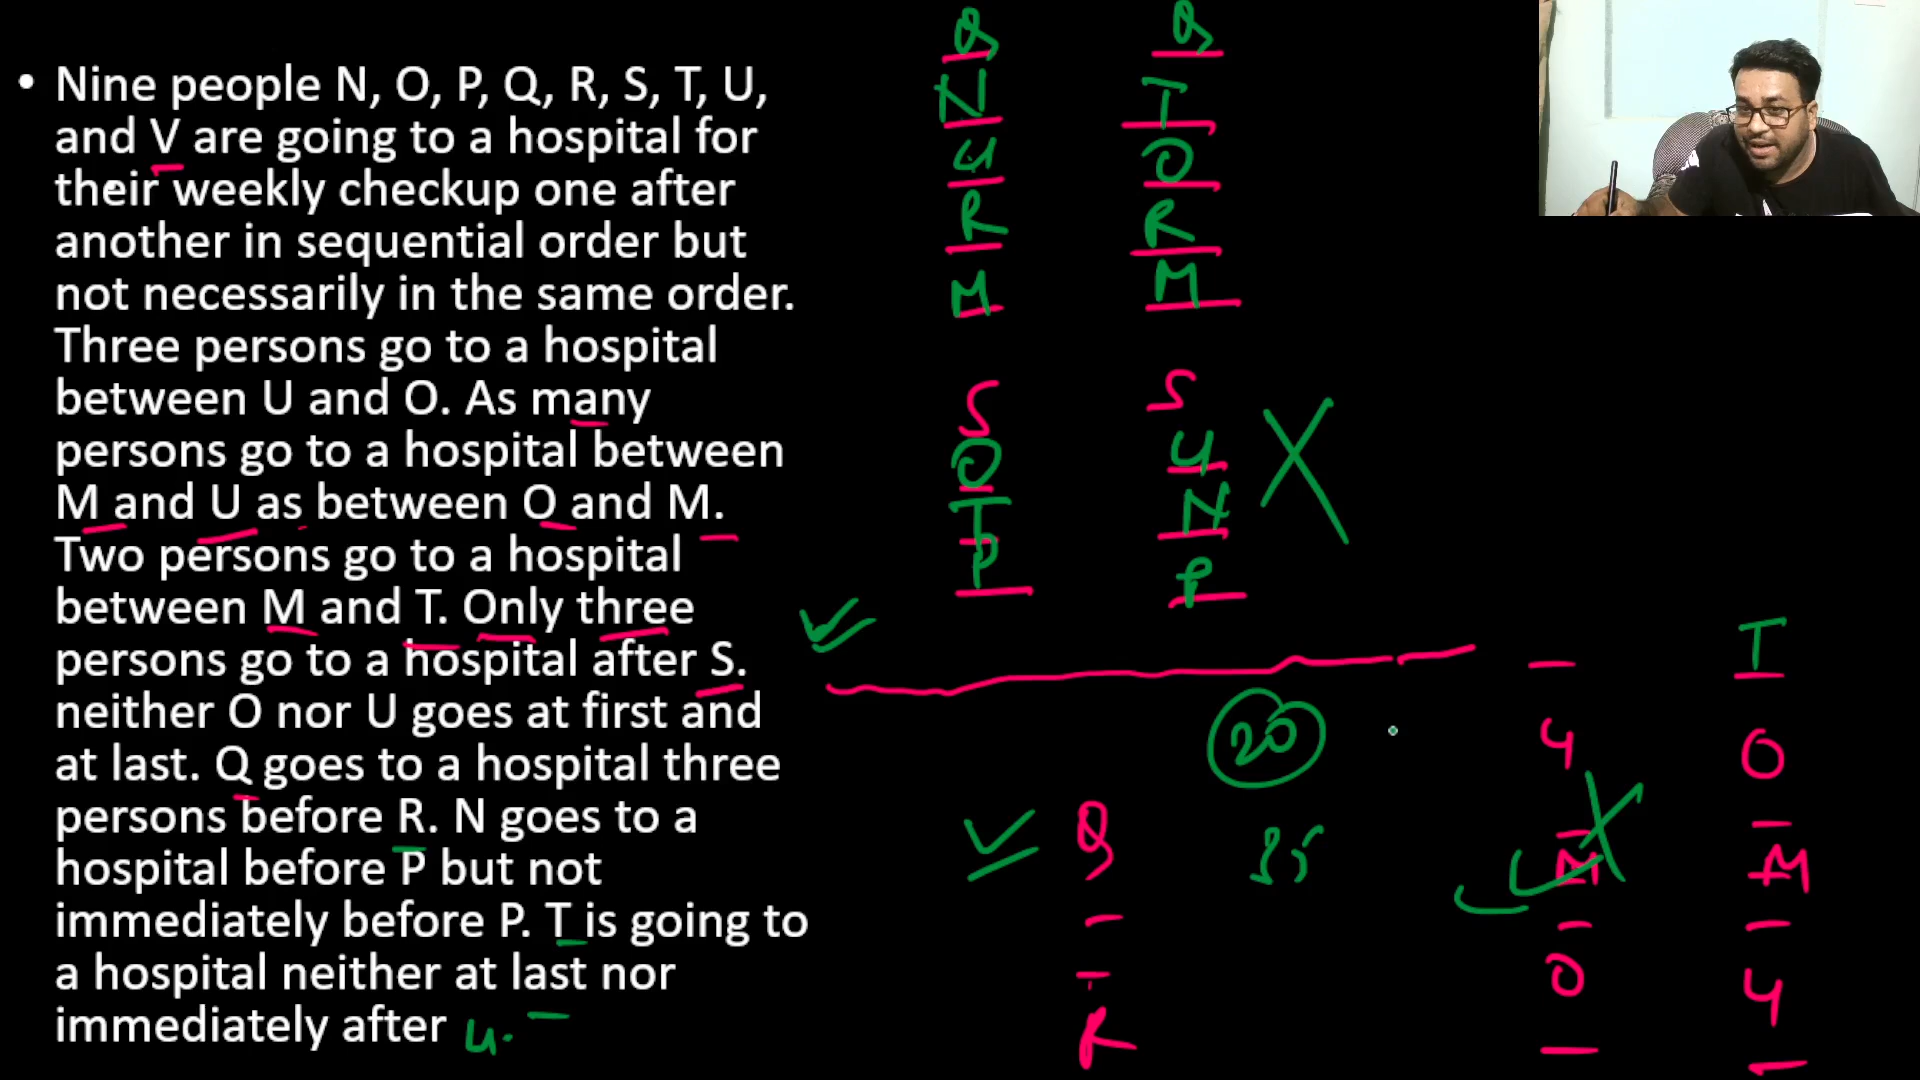 • Nine people N, O, P, Q, R, S, T, U,
and V are going to a hospital for
their weekly checkup one after
another in sequential order but
not necessarily in the same order.
Three persons go to a hospital
between U and O. As many
persons go to a hospital between
M and U as between O and M.
Two persons go to a hospital
between M and T. Only three
persons go to a hospital after S.
neither O nor U goes at first and
at last. Q goes to a hospital three
persons before R. N goes to a
hospital before P but not
immediately before P. T is going to
a hospital neither at last nor
immediately after u.
Q
N
U
R
M
S
O
T
P
Q
T
O
R
M
S
U
N
P
20
35
Q
R
U
M
O
T
O
M
U